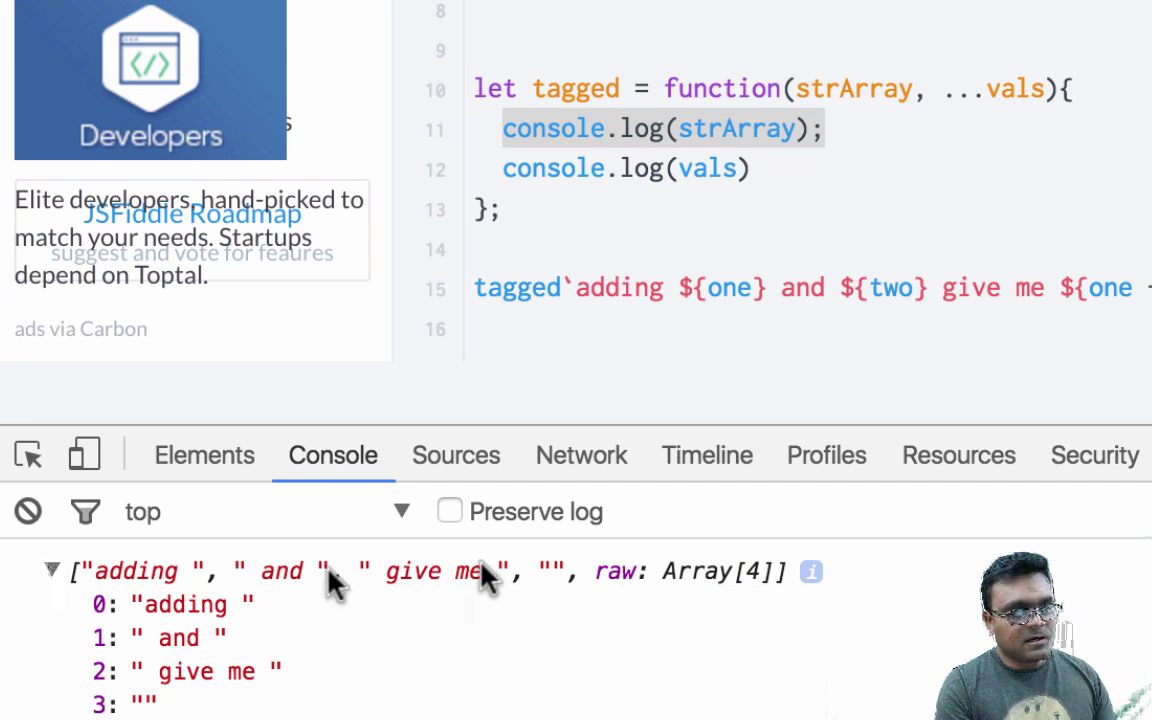 Developers
s
Elite developers, hand-picked to
JSFiddle Roadmap
match your needs. Startups
suggest and vote for feaures
depend on Toptal.
ads via Carbon
8
9
10 let tagged = function(strArray, ...vals){
11 console.log(strArray);
12 console.log(vals)
13 };
14
15 tagged`adding ${one} and ${two} give me ${one
16
Elements Console Sources Network Timeline Profiles Resources Security
top Preserve log
["adding ", " and ", " give me ", "", raw: Array[4]] i
0: "adding "
1: " and "
2: " give me "
3: ""